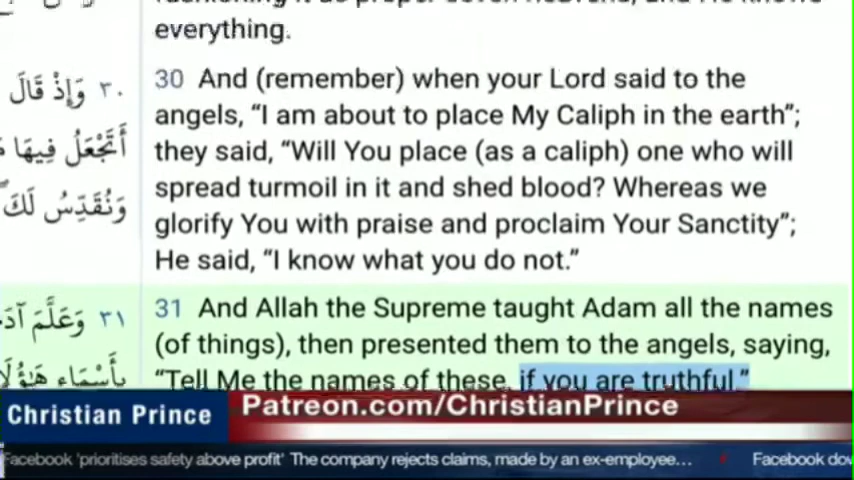 everything.
٣٠ وَإِذْ قَالَ
30 And (remember) when your Lord said to the
angels, “I am about to place My Caliph in the earth”;
أَتَجْعَلُ فِيهَا
they said, “Will You place (as a caliph) one who will
spread turmoil in it and shed blood? Whereas we
وَنُقَدِّسُ لَكَ
glorify You with praise and proclaim Your Sanctity”;
He said, “I know what you do not.”
٣١ وَعَلَّمَ
31 And Allah the Supreme taught Adam all the names
(of things), then presented them to the angels, saying,
“Tell Me the names of these, if you are truthful.”
Christian Prince
Patreon.com/ChristianPrince
Facebook 'prioritises safety above profit' The company rejects claims, made by an ex-employee... Facebook